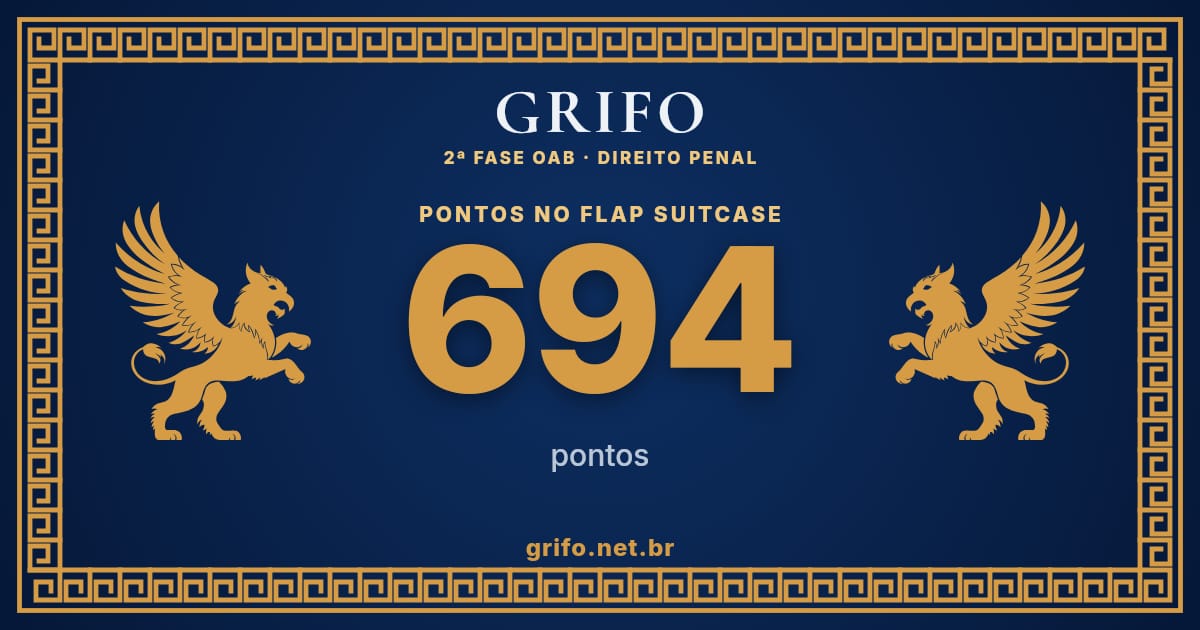 GRIFO
2ª FASE OAB · DIREITO PENAL
PONTOS NO FLAP SUITCASE
694
pontos
grifo.net.br